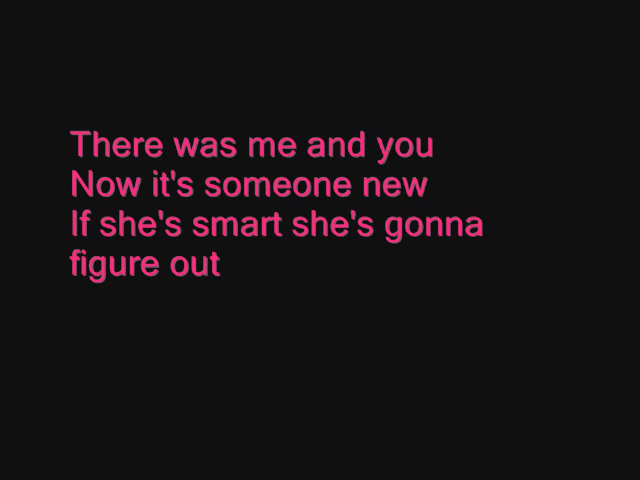 There was me and you
Now it's someone new
If she's smart she's gonna
figure out